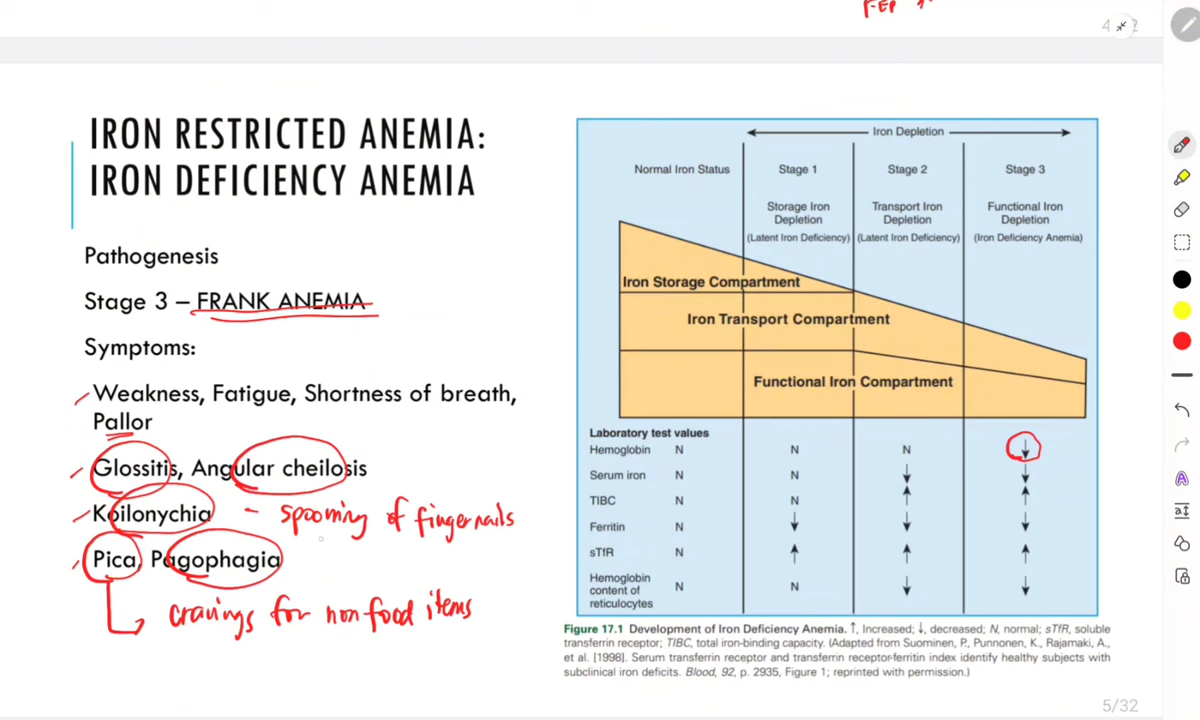 FEP
4
2
IRON RESTRICTED ANEMIA:
IRON DEFICIENCY ANEMIA
Pathogenesis
Stage 3 – FRANK ANEMIA
Symptoms:
Weakness, Fatigue, Shortness of breath,
Pallor
Glossitis, Angular cheilosis
Koilonychia - spooning of fingernails
Pica, Pagophagia
cravings for nonfood items
Iron Depletion
Normal Iron Status Stage 1 Stage 2 Stage 3
Storage Iron Transport Iron Functional Iron
Depletion Depletion Depletion
(Latent Iron Deficiency) (Latent Iron Deficiency) (Iron Deficiency Anemia)
Iron Storage Compartment
Iron Transport Compartment
Functional Iron Compartment
Laboratory test values
Hemoglobin N N N ↓
Serum iron N N ↓ ↓
TIBC N N ↑ ↑
Ferritin N ↓ ↓ ↓
sTfR N ↑ ↑ ↑
Hemoglobin
content of N N ↓ ↓
reticulocytes
Figure 17.1 Development of Iron Deficiency Anemia. ↑, Increased; ↓, decreased; N, normal; sTfR, soluble
transferrin receptor; TIBC, total iron-binding capacity. (Adapted from Suominen, P., Punnonen, K., Rajamaki, A.,
et al. [1998]. Serum transferrin receptor and transferrin receptor-ferritin index identify healthy subjects with
subclinical iron deficits. Blood, 92, p. 2935, Figure 1; reprinted with permission.)
5/32